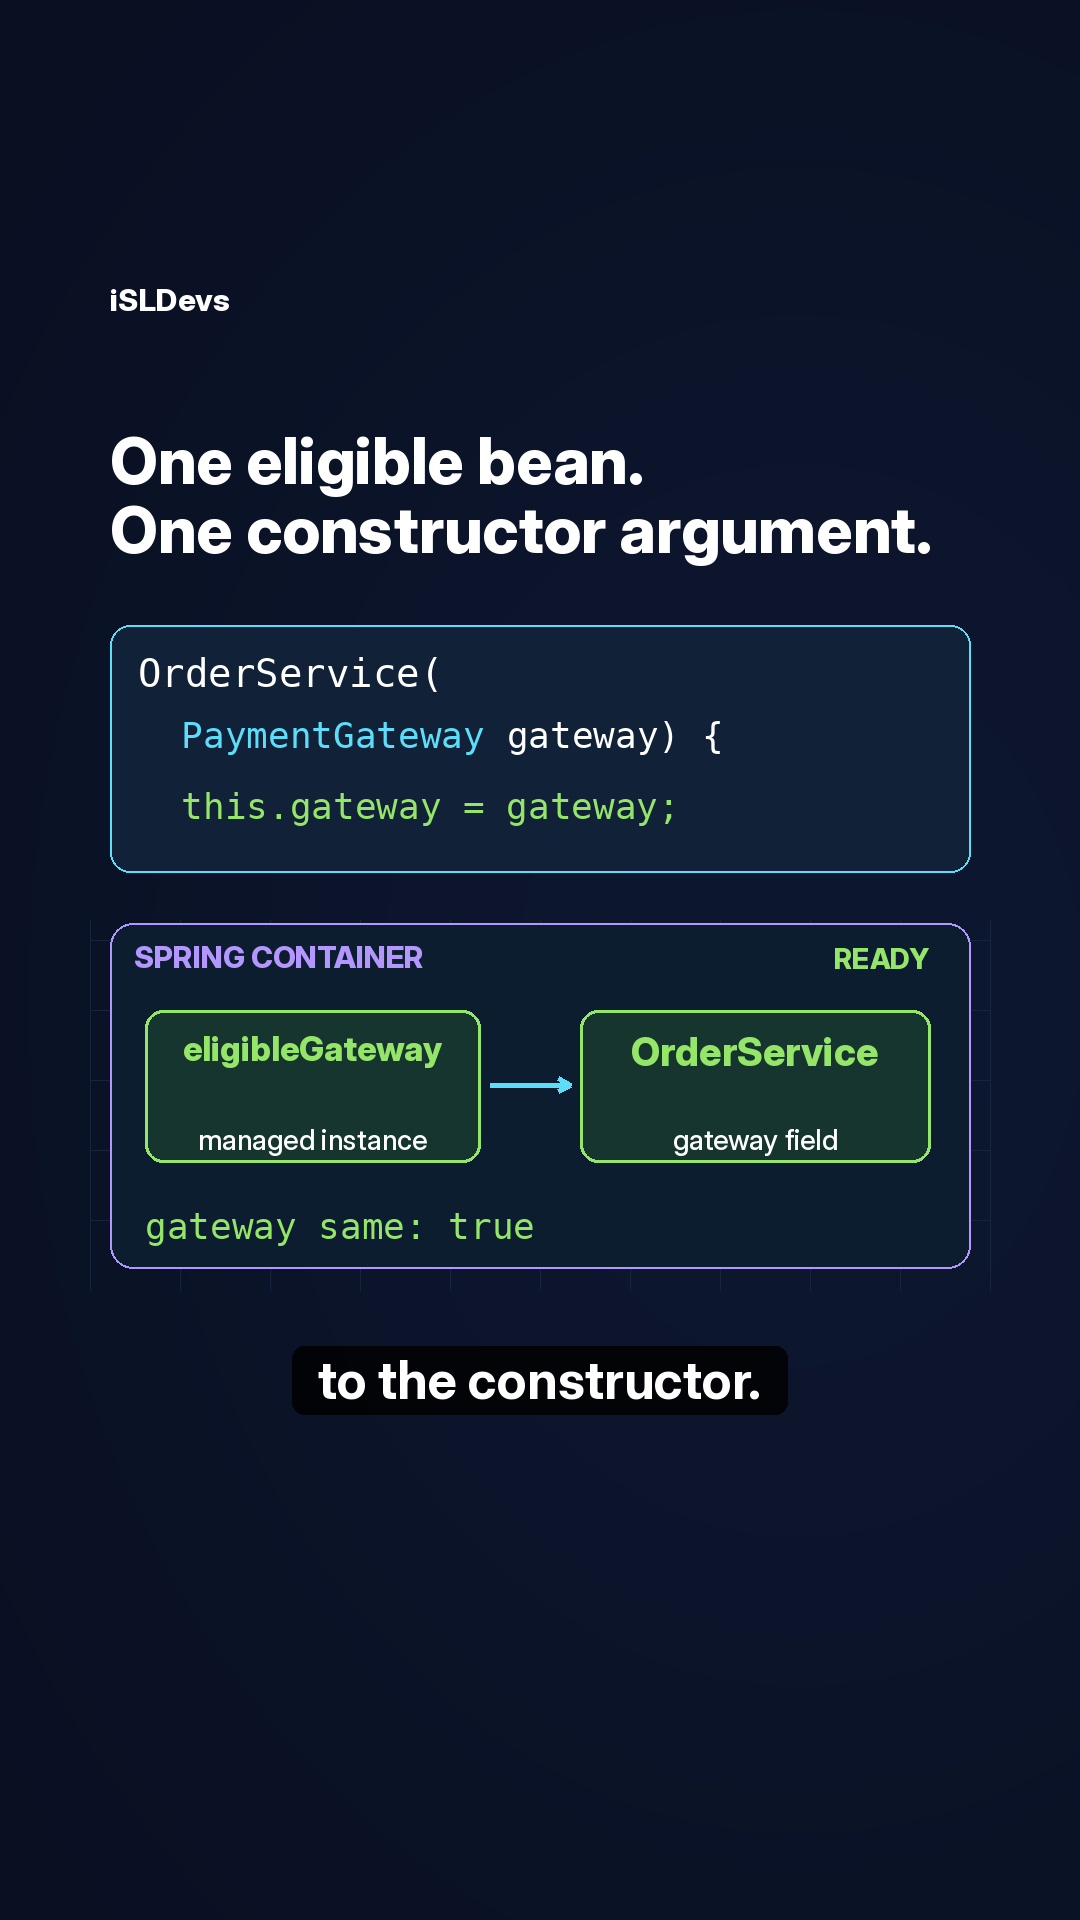 iSLDevs
One eligible bean.
One constructor argument.
OrderService(
PaymentGateway gateway) {
this.gateway = gateway;
SPRING CONTAINER
READY
eligibleGateway
managed instance
OrderService
gateway field
gateway same: true
to the constructor.